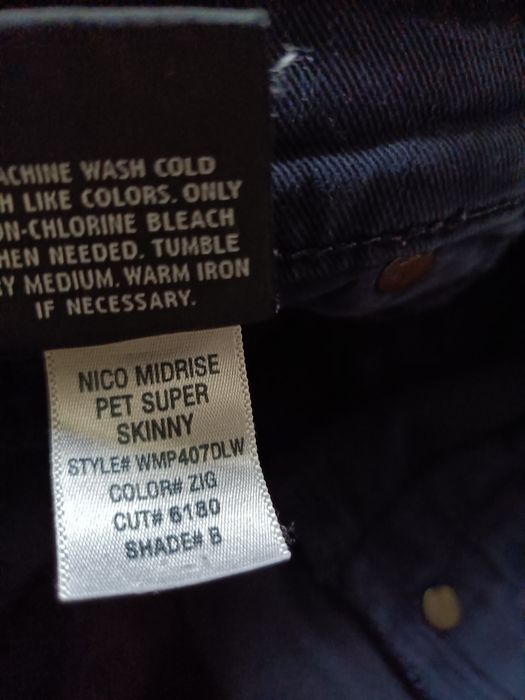 ACHINE WASH COLD
H LIKE COLORS. ONLY
N-CHLORINE BLEACH
HEN NEEDED. TUMBLE
Y MEDIUM. WARM IRON
IF NECESSARY.
NICO MIDRISE
PET SUPER
SKINNY
STYLE# WMP407DLW
COLOR# ZIG
CUT# 6180
SHADE# B